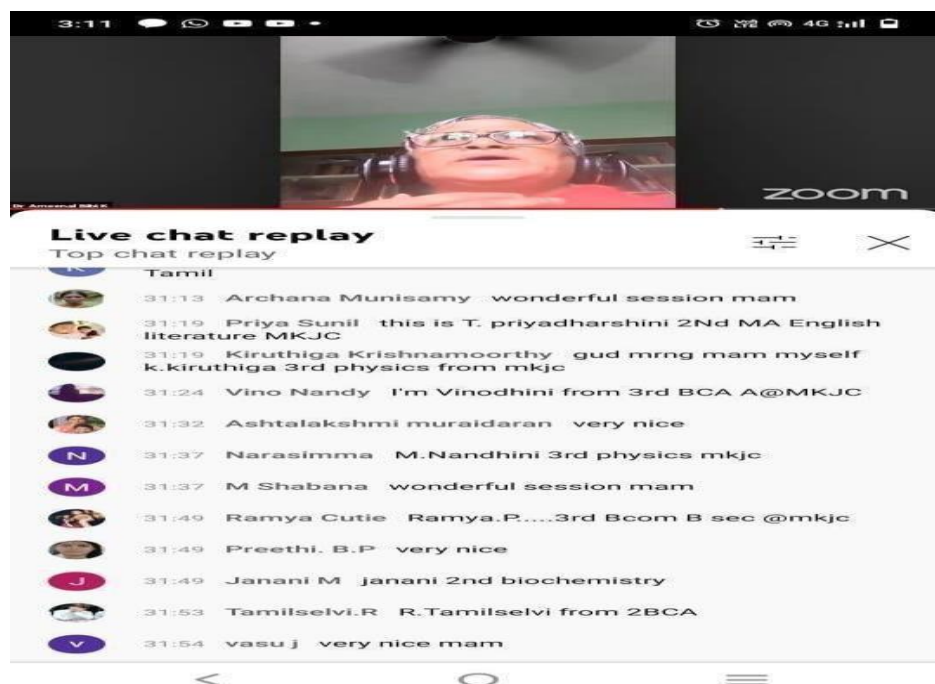 3:11
4G
Dr Ameenal Bibi K
zoom
Live chat replay
Top chat replay
K
Tamil
31:13 Archana Munisamy wonderful session mam
31:19 Priya Sunil this is T. priyadharshini 2Nd MA English
literature MKJC
31:19 Kiruthiga Krishnamoorthy gud mrng mam myself
k.kiruthiga 3rd physics from mkjc
31:24 Vino Nandy I'm Vinodhini from 3rd BCA A@MKJC
31:32 Ashtalakshmi muraidaran very nice
N 31:37 Narasimma M.Nandhini 3rd physics mkjc
M 31:37 M Shabana wonderful session mam
31:49 Ramya Cutie Ramya.P.....3rd Bcom B sec @mkjc
31:49 Preethi. B.P very nice
J 31:49 Janani M janani 2nd biochemistry
31:53 Tamilselvi.R R.Tamilselvi from 2BCA
v 31:54 vasu j very nice mam